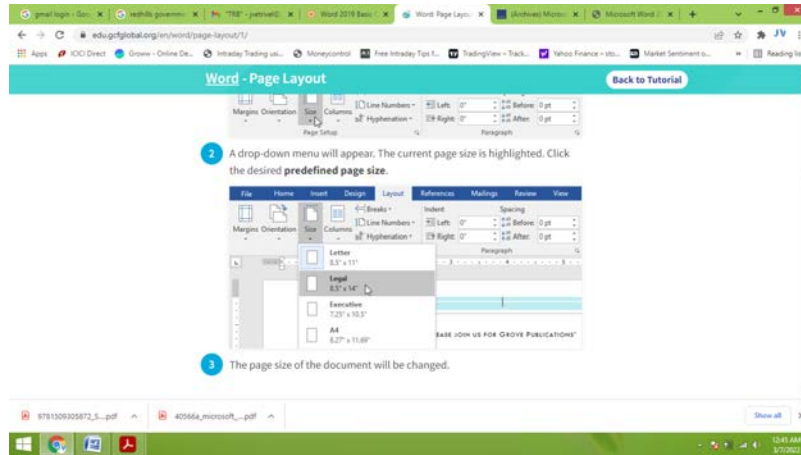 gmail login - Goo
redhills governme
"TRB" - jaetrivel
Word 2019 Basic
Word: Page Layou
(Archives) Micros
Microsoft Word
edu.gcfglobal.org/en/word/page-layout/1/
JV
Apps
ICICI Direct
Groww - Online De...
Intraday Trading usi...
Moneycontrol
Free Intraday Tips f...
TradingView – Track...
Yahoo Finance - sto...
Market Sentiment o...
Reading list
Word - Page Layout
Back to Tutorial
Margins Orientation Size Columns
Line Numbers
Hyphenation
Left: 0"
Right: 0"
Before: 0 pt
After: 0 pt
Page Setup
Paragraph
2
A drop-down menu will appear. The current page size is highlighted. Click
the desired predefined page size.
File Home Insert Design Layout References Mailings Review View
Margins Orientation Size Columns
Breaks
Line Numbers
Hyphenation
Indent
Left: 0"
Right: 0"
Spacing
Before: 0 pt
After: 0 pt
Paragraph
Letter
8.5" x 11"
Legal
8.5" x 14"
Executive
7.25" x 10.5"
A4
8.27" x 11.69"
EASE JOIN US FOR GROVE PUBLICATIONS'
3
The page size of the document will be changed.
9781509305872_S....pdf
40566a_microsoft_...pdf
Show all
12:45 AM
3/7/2022